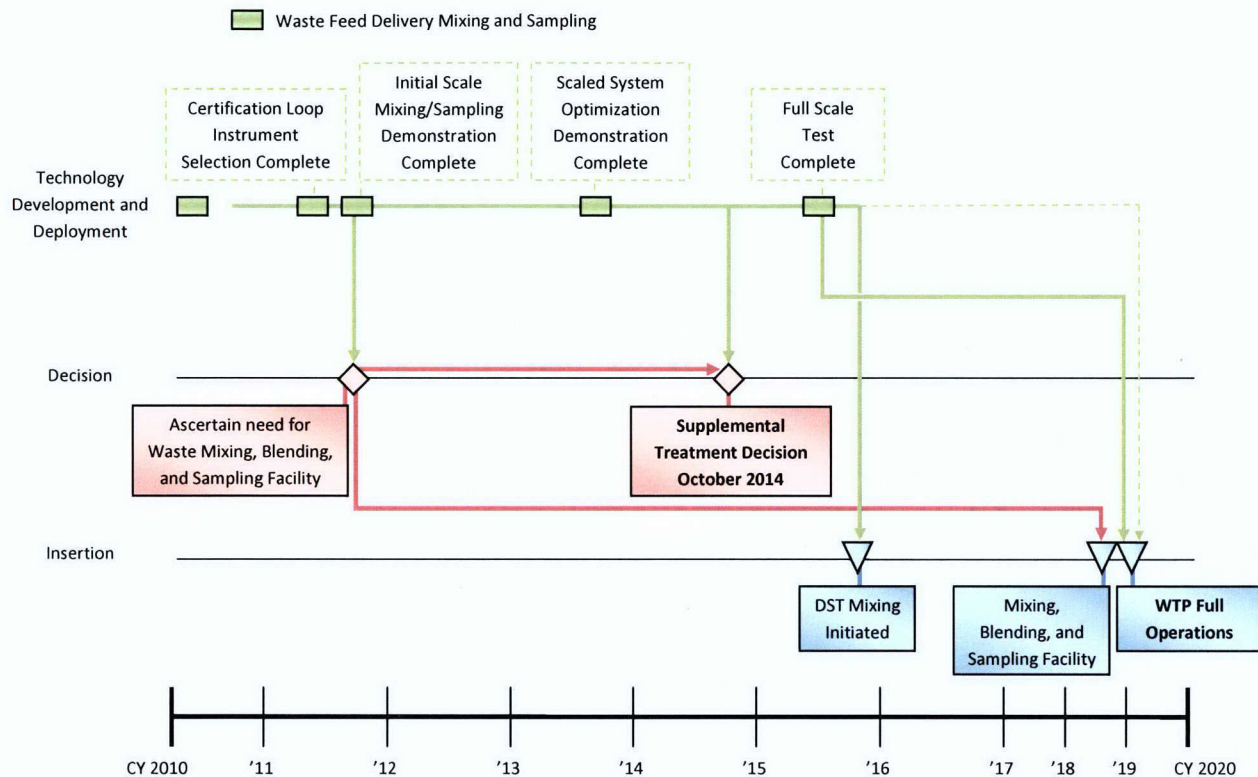 Waste Feed Delivery Mixing and Sampling
Certification Loop
Instrument
Selection Complete
Initial Scale
Mixing/Sampling
Demonstration
Complete
Scaled System
Optimization
Demonstration
Complete
Full Scale
Test
Complete
Technology
Development and
Deployment
Decision
Ascertain need for
Waste Mixing, Blending,
and Sampling Facility
Supplemental
Treatment Decision
October 2014
Insertion
DST Mixing
Initiated
Mixing,
Blending, and
Sampling Facility
WTP Full
Operations
CY 2010 '11 '12 '13 '14 '15 '16 '17 '18 '19 CY 2020